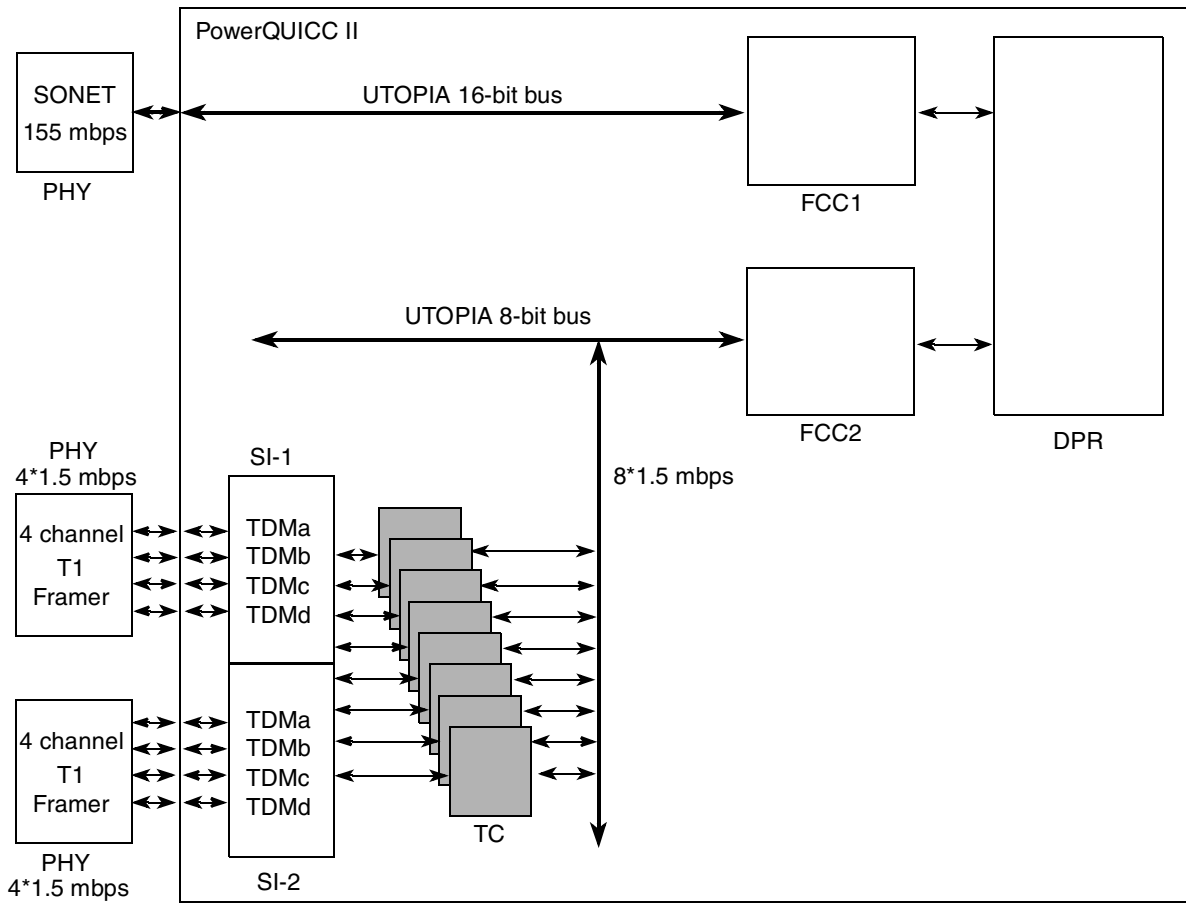 PowerQUICC II
SONET
155 mbps
PHY
UTOPIA 16-bit bus
FCC1
UTOPIA 8-bit bus
FCC2
DPR
8*1.5 mbps
PHY
4*1.5 mbps
4 channel
T1
Framer
SI-1
TDMa
TDMb
TDMc
TDMd
4 channel
T1
Framer
PHY
4*1.5 mbps
TDMa
TDMb
TDMc
TDMd
SI-2
TC